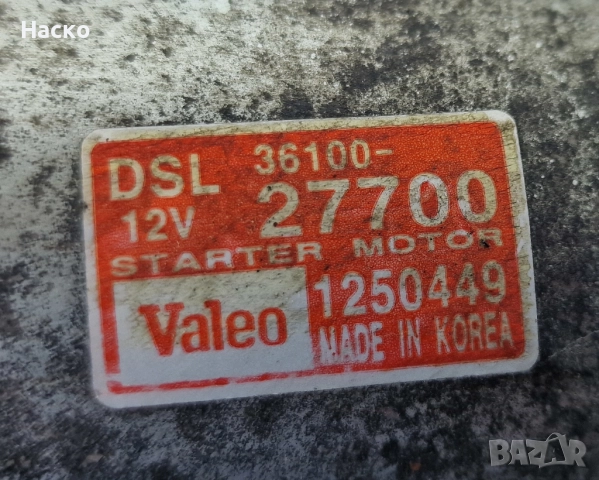 Наско
DSL 36100-
12V 27700
STARTER MOTOR
Valeo 1250449
MADE IN KOREA
BAZAR